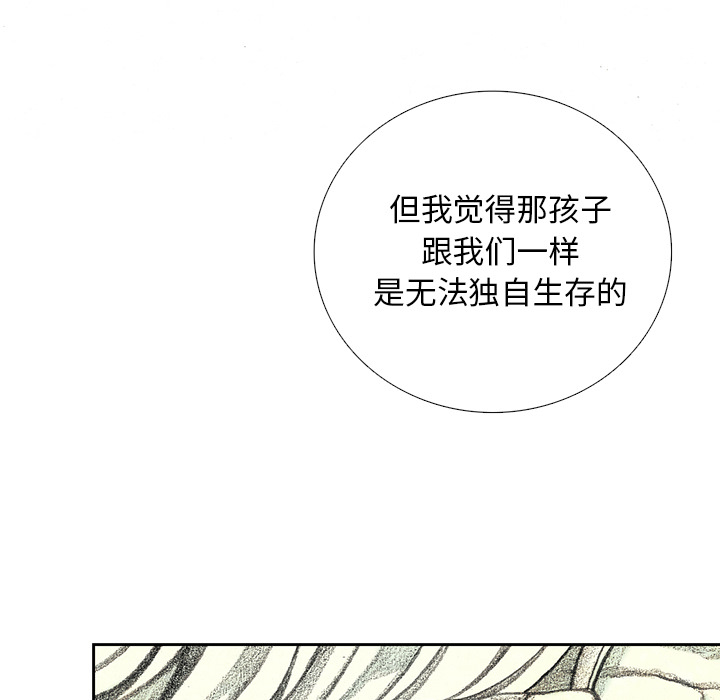 但我觉得那孩子
跟我们一样
是无法独自生存的